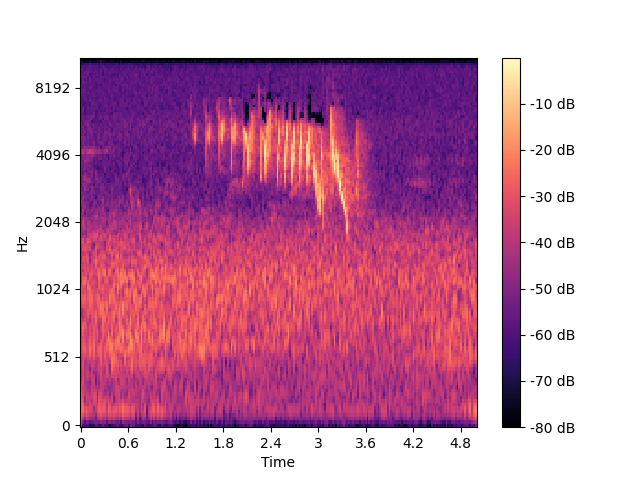 8192
4096
2048
1024
512
0
Hz
0 0.6 1.2 1.8 2.4 3 3.6 4.2 4.8
Time
-10 dB
-20 dB
-30 dB
-40 dB
-50 dB
-60 dB
-70 dB
-80 dB